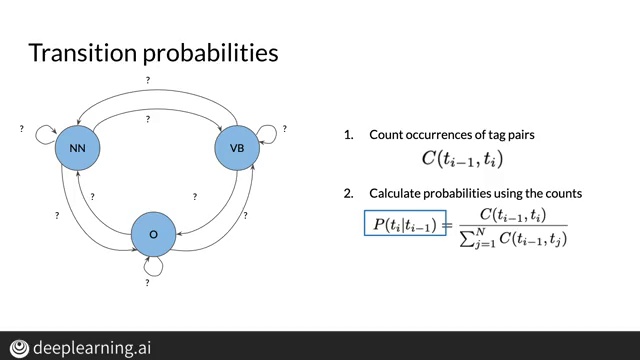 Transition probabilities
?
?
?
NN
VB
?
?
?
?
?
O
?
1. Count occurrences of tag pairs
C(t_{i-1}, t_i)
2. Calculate probabilities using the counts
P(t_i|t_{i-1}) = \frac{C(t_{i-1}, t_i)}{\sum_{j=1}^{N} C(t_{i-1}, t_j)}
deeplearning.ai